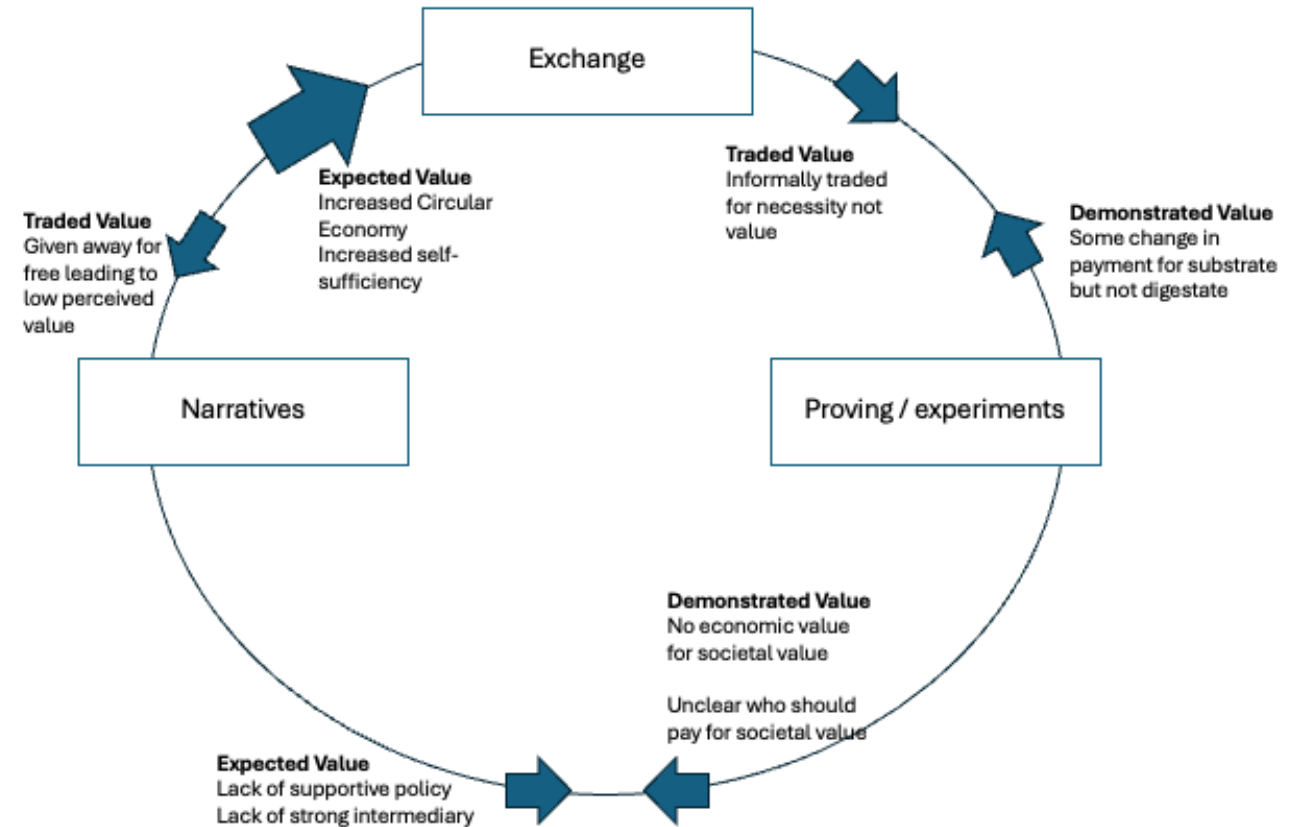 Exchange
Expected Value
Increased Circular
Economy
Increased self-
sufficiency
Traded Value
Informally traded
for necessity not
value
Traded Value
Given away for
free leading to
low perceived
value
Demonstrated Value
Some change in
payment for substrate
but not digestate
Narratives
Proving / experiments
Demonstrated Value
No economic value
for societal value
Unclear who should
pay for societal value
Expected Value
Lack of supportive policy
Lack of strong intermediary